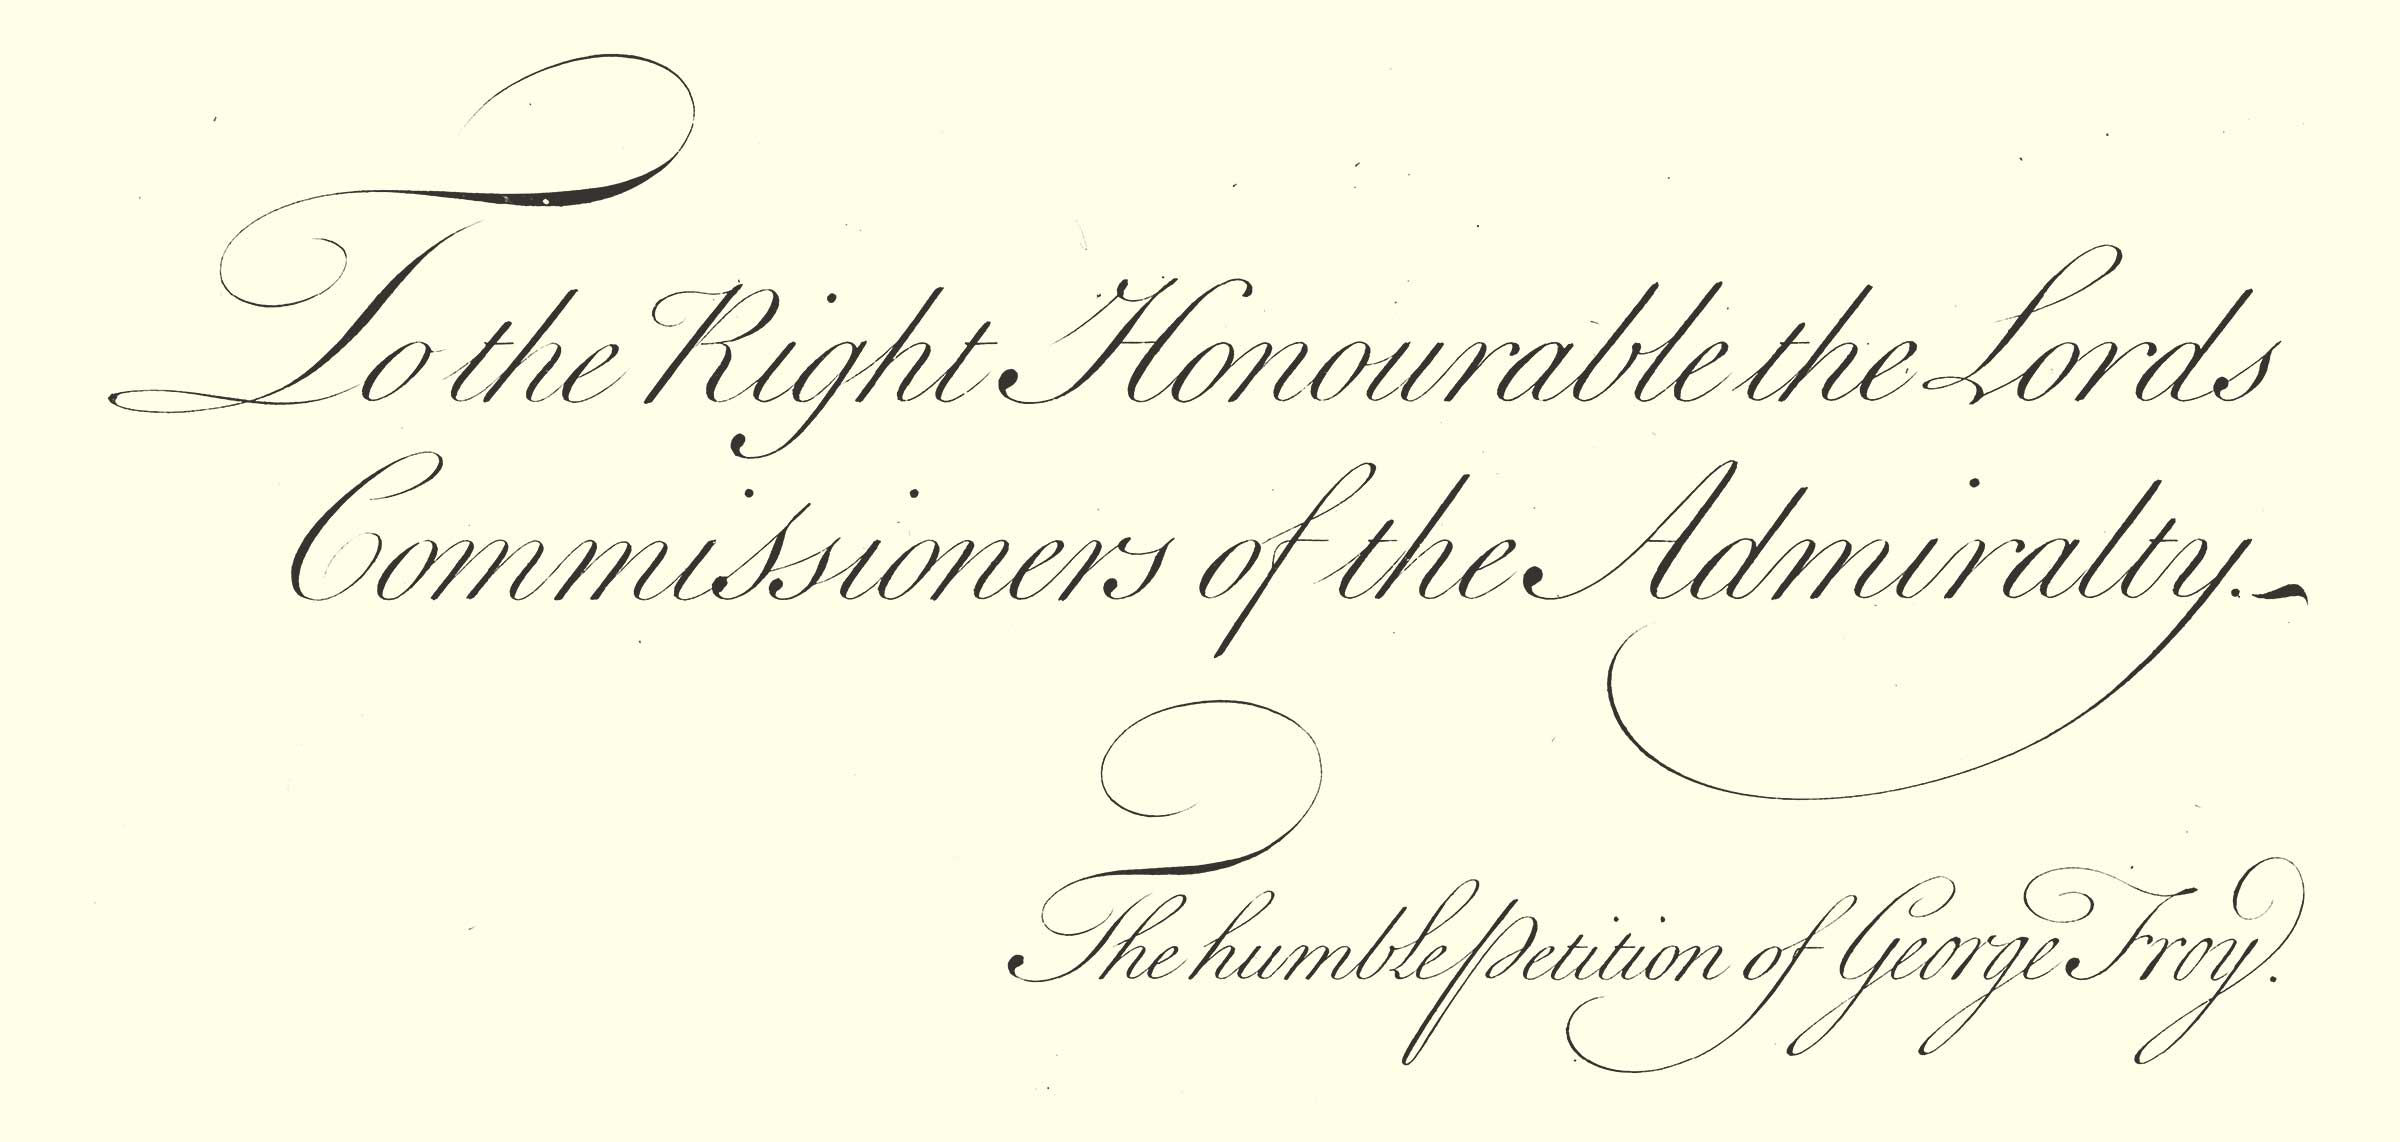 To the Right Honourable the Lords
Commissioners of the Admiralty.
The humble petition of George Froy.